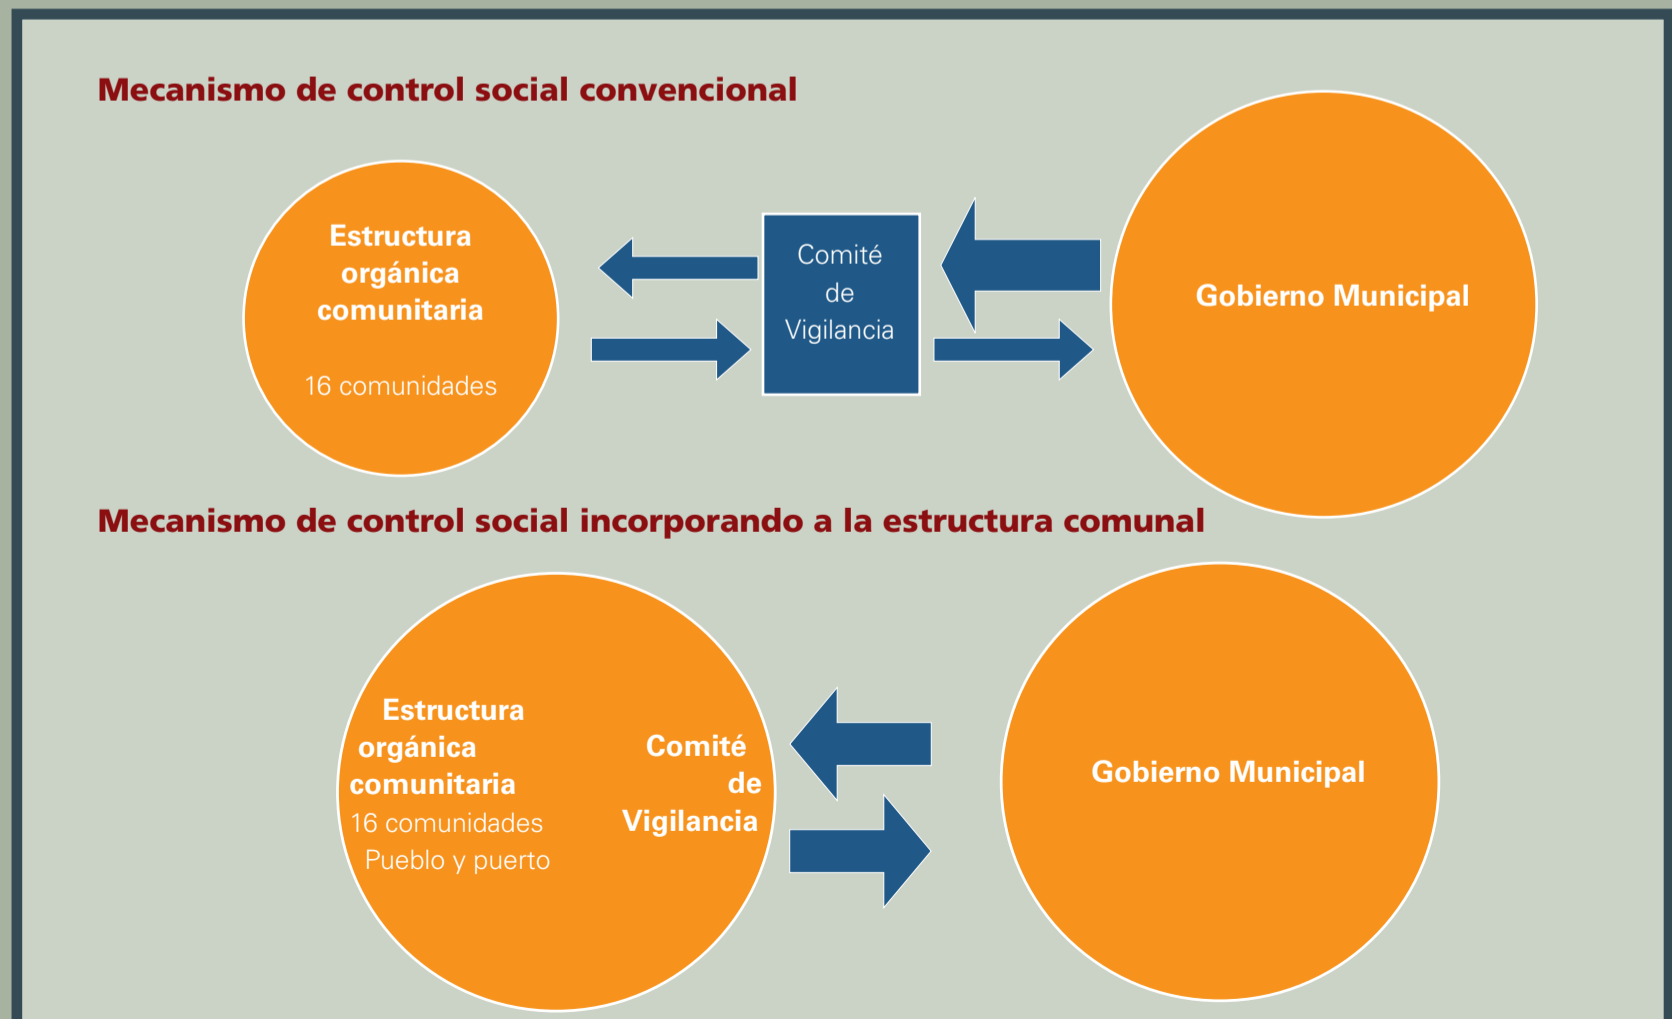 Mecanismo de control social convencional
Estructura
orgánica
comunitaria
16 comunidades
Comité
de
Vigilancia
Gobierno Municipal
Mecanismo de control social incorporando a la estructura comunal
Estructura
orgánica
comunitaria
16 comunidades
Pueblo y puerto
Comité
de
Vigilancia
Gobierno Municipal